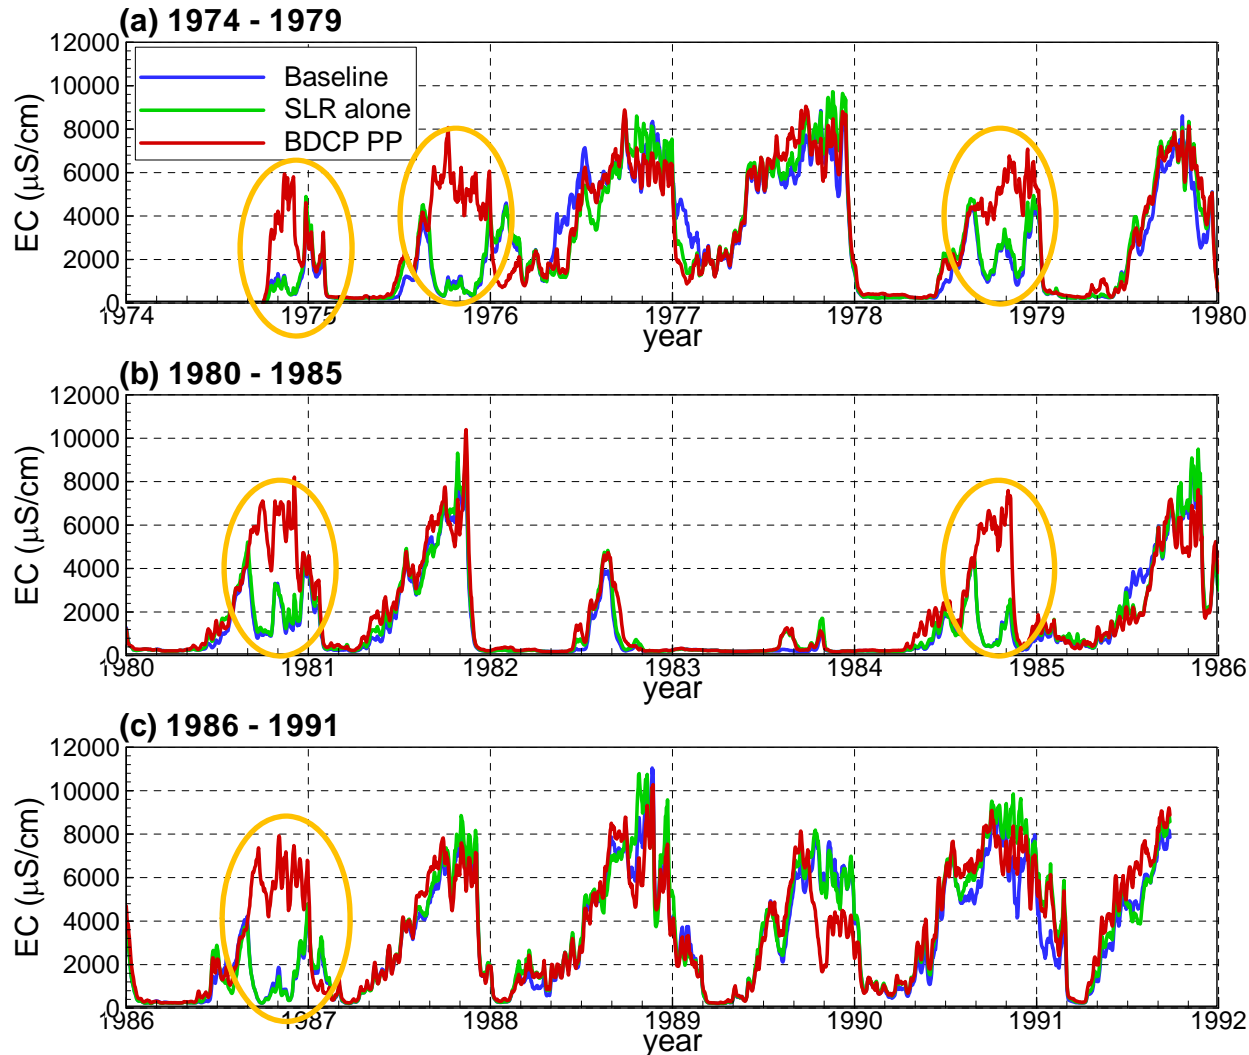 (a) 1974 - 1979
12000
10000
8000
6000
4000
2000
0
EC (μS/cm)
Baseline
SLR alone
BDCP PP
1974 1975 1976 1977 1978 1979 1980
year
(b) 1980 - 1985
12000
10000
8000
6000
4000
2000
0
EC (μS/cm)
1980 1981 1982 1983 1984 1985 1986
year
(c) 1986 - 1991
12000
10000
8000
6000
4000
2000
0
EC (μS/cm)
1986 1987 1988 1989 1990 1991 1992
year